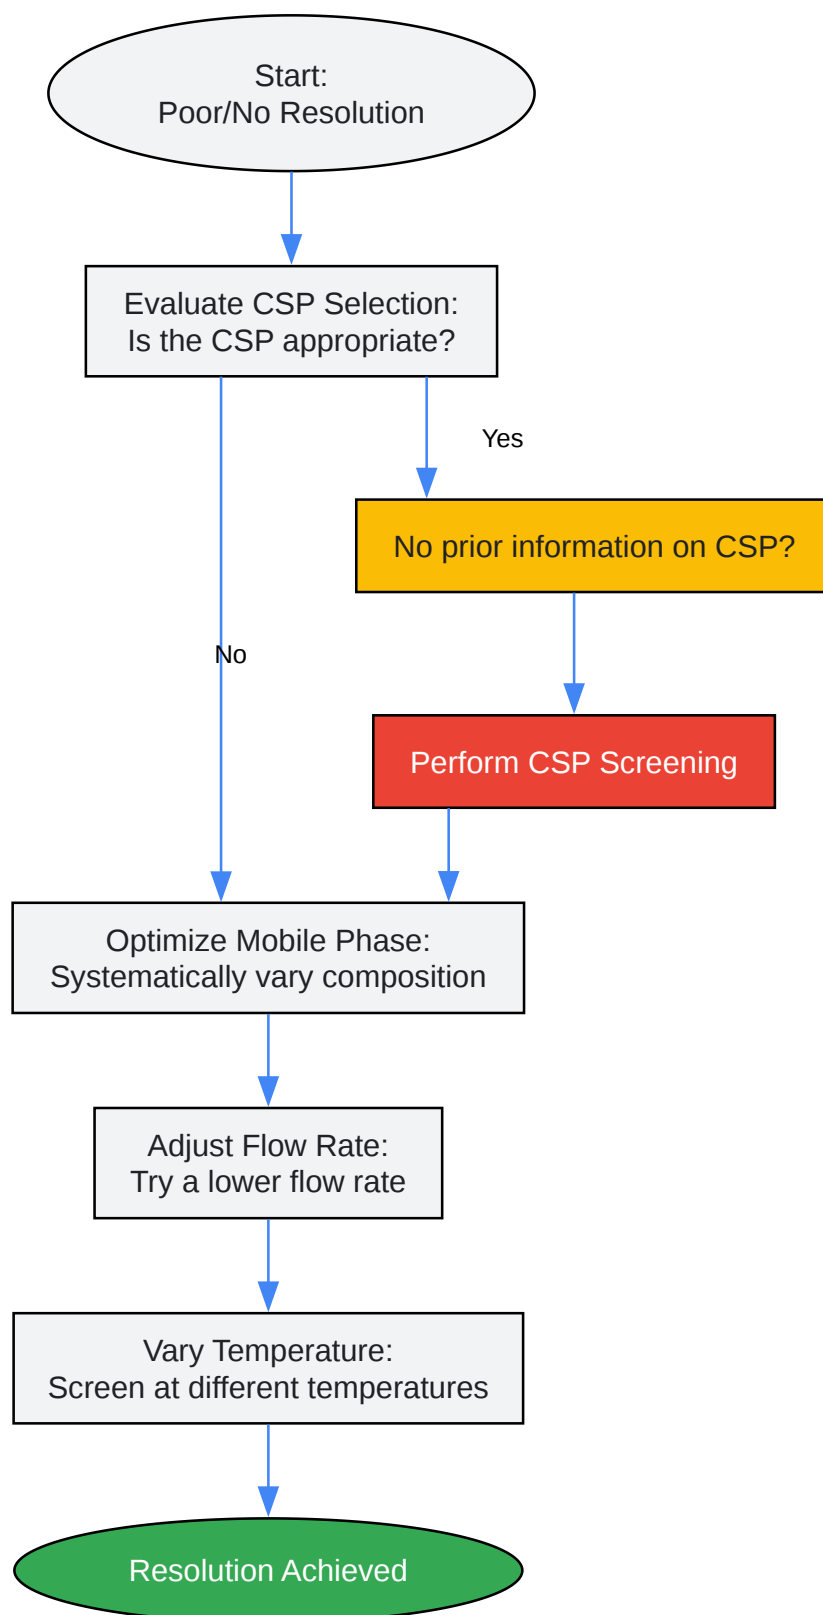 Start:
Poor/No Resolution
Evaluate CSP Selection:
Is the CSP appropriate?
Yes
No prior information on CSP?
No
Perform CSP Screening
Optimize Mobile Phase:
Systematically vary composition
Adjust Flow Rate:
Try a lower flow rate
Vary Temperature:
Screen at different temperatures
Resolution Achieved